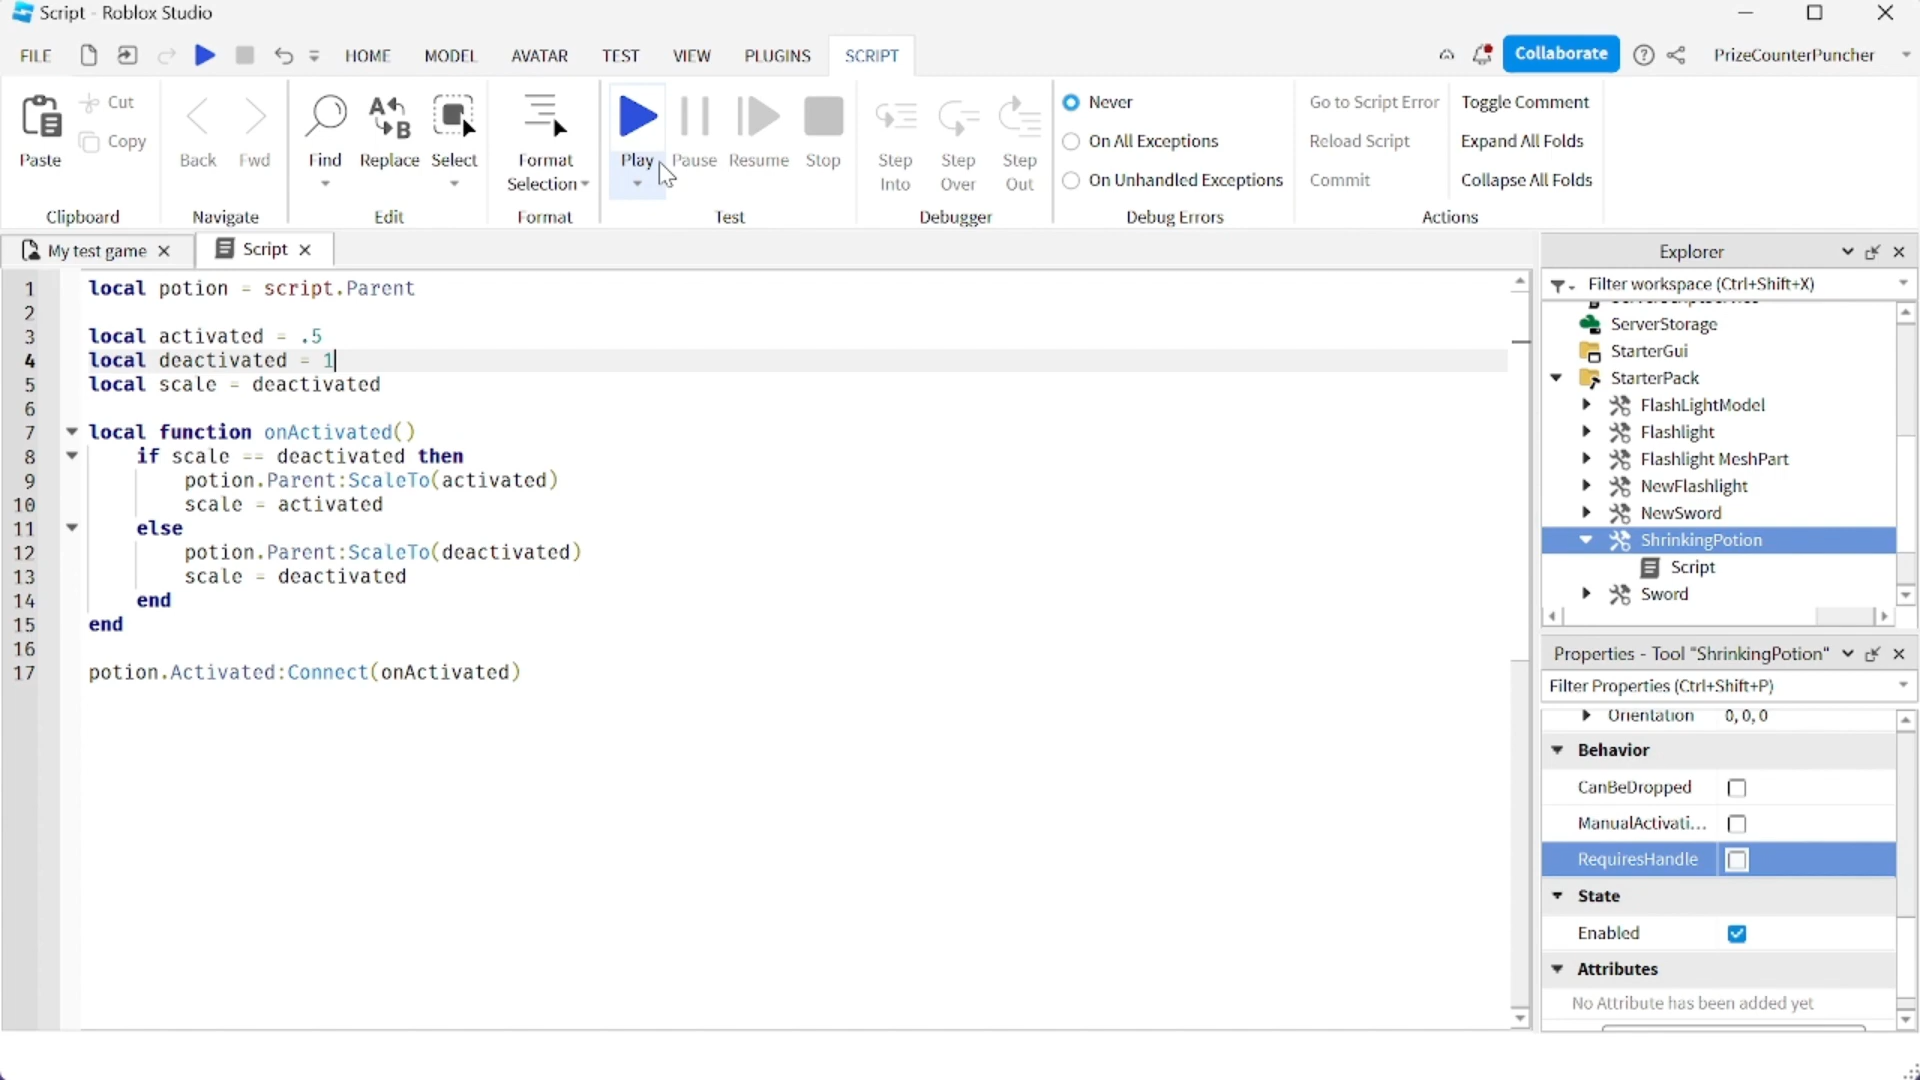 Script - Roblox Studio
FILE HOME MODEL AVATAR TEST VIEW PLUGINS SCRIPT Collaborate PrizeCounterPuncher
Paste Cut Copy
Clipboard
Back Fwd
Navigate
Find Replace Select
Edit
Format Selection
Format
Play Pause Resume Stop
Test
Step Into Step Over Step Out
Debugger
Never
On All Exceptions
On Unhandled Exceptions
Debug Errors
Go to Script Error Toggle Comment
Reload Script Expand All Folds
Commit Collapse All Folds
Actions
My test game Script
1 local potion = script.Parent
2
3 local activated = .5
4 local deactivated = 1
5 local scale = deactivated
6
7 local function onActivated()
8 if scale == deactivated then
9 potion.Parent:ScaleTo(activated)
10 scale = activated
11 else
12 potion.Parent:ScaleTo(deactivated)
13 scale = deactivated
14 end
15 end
16
17 potion.Activated:Connect(onActivated)
Explorer
Filter workspace (Ctrl+Shift+X)
ServerStorage
StarterGui
StarterPack
FlashLightModel
Flashlight
Flashlight MeshPart
NewFlashlight
NewSword
ShrinkingPotion
Script
Sword
Properties - Tool "ShrinkingPotion"
Filter Properties (Ctrl+Shift+P)
Orientation 0, 0, 0
Behavior
CanBeDropped
ManualActivati...
RequiresHandle
State
Enabled
Attributes
No Attribute has been added yet